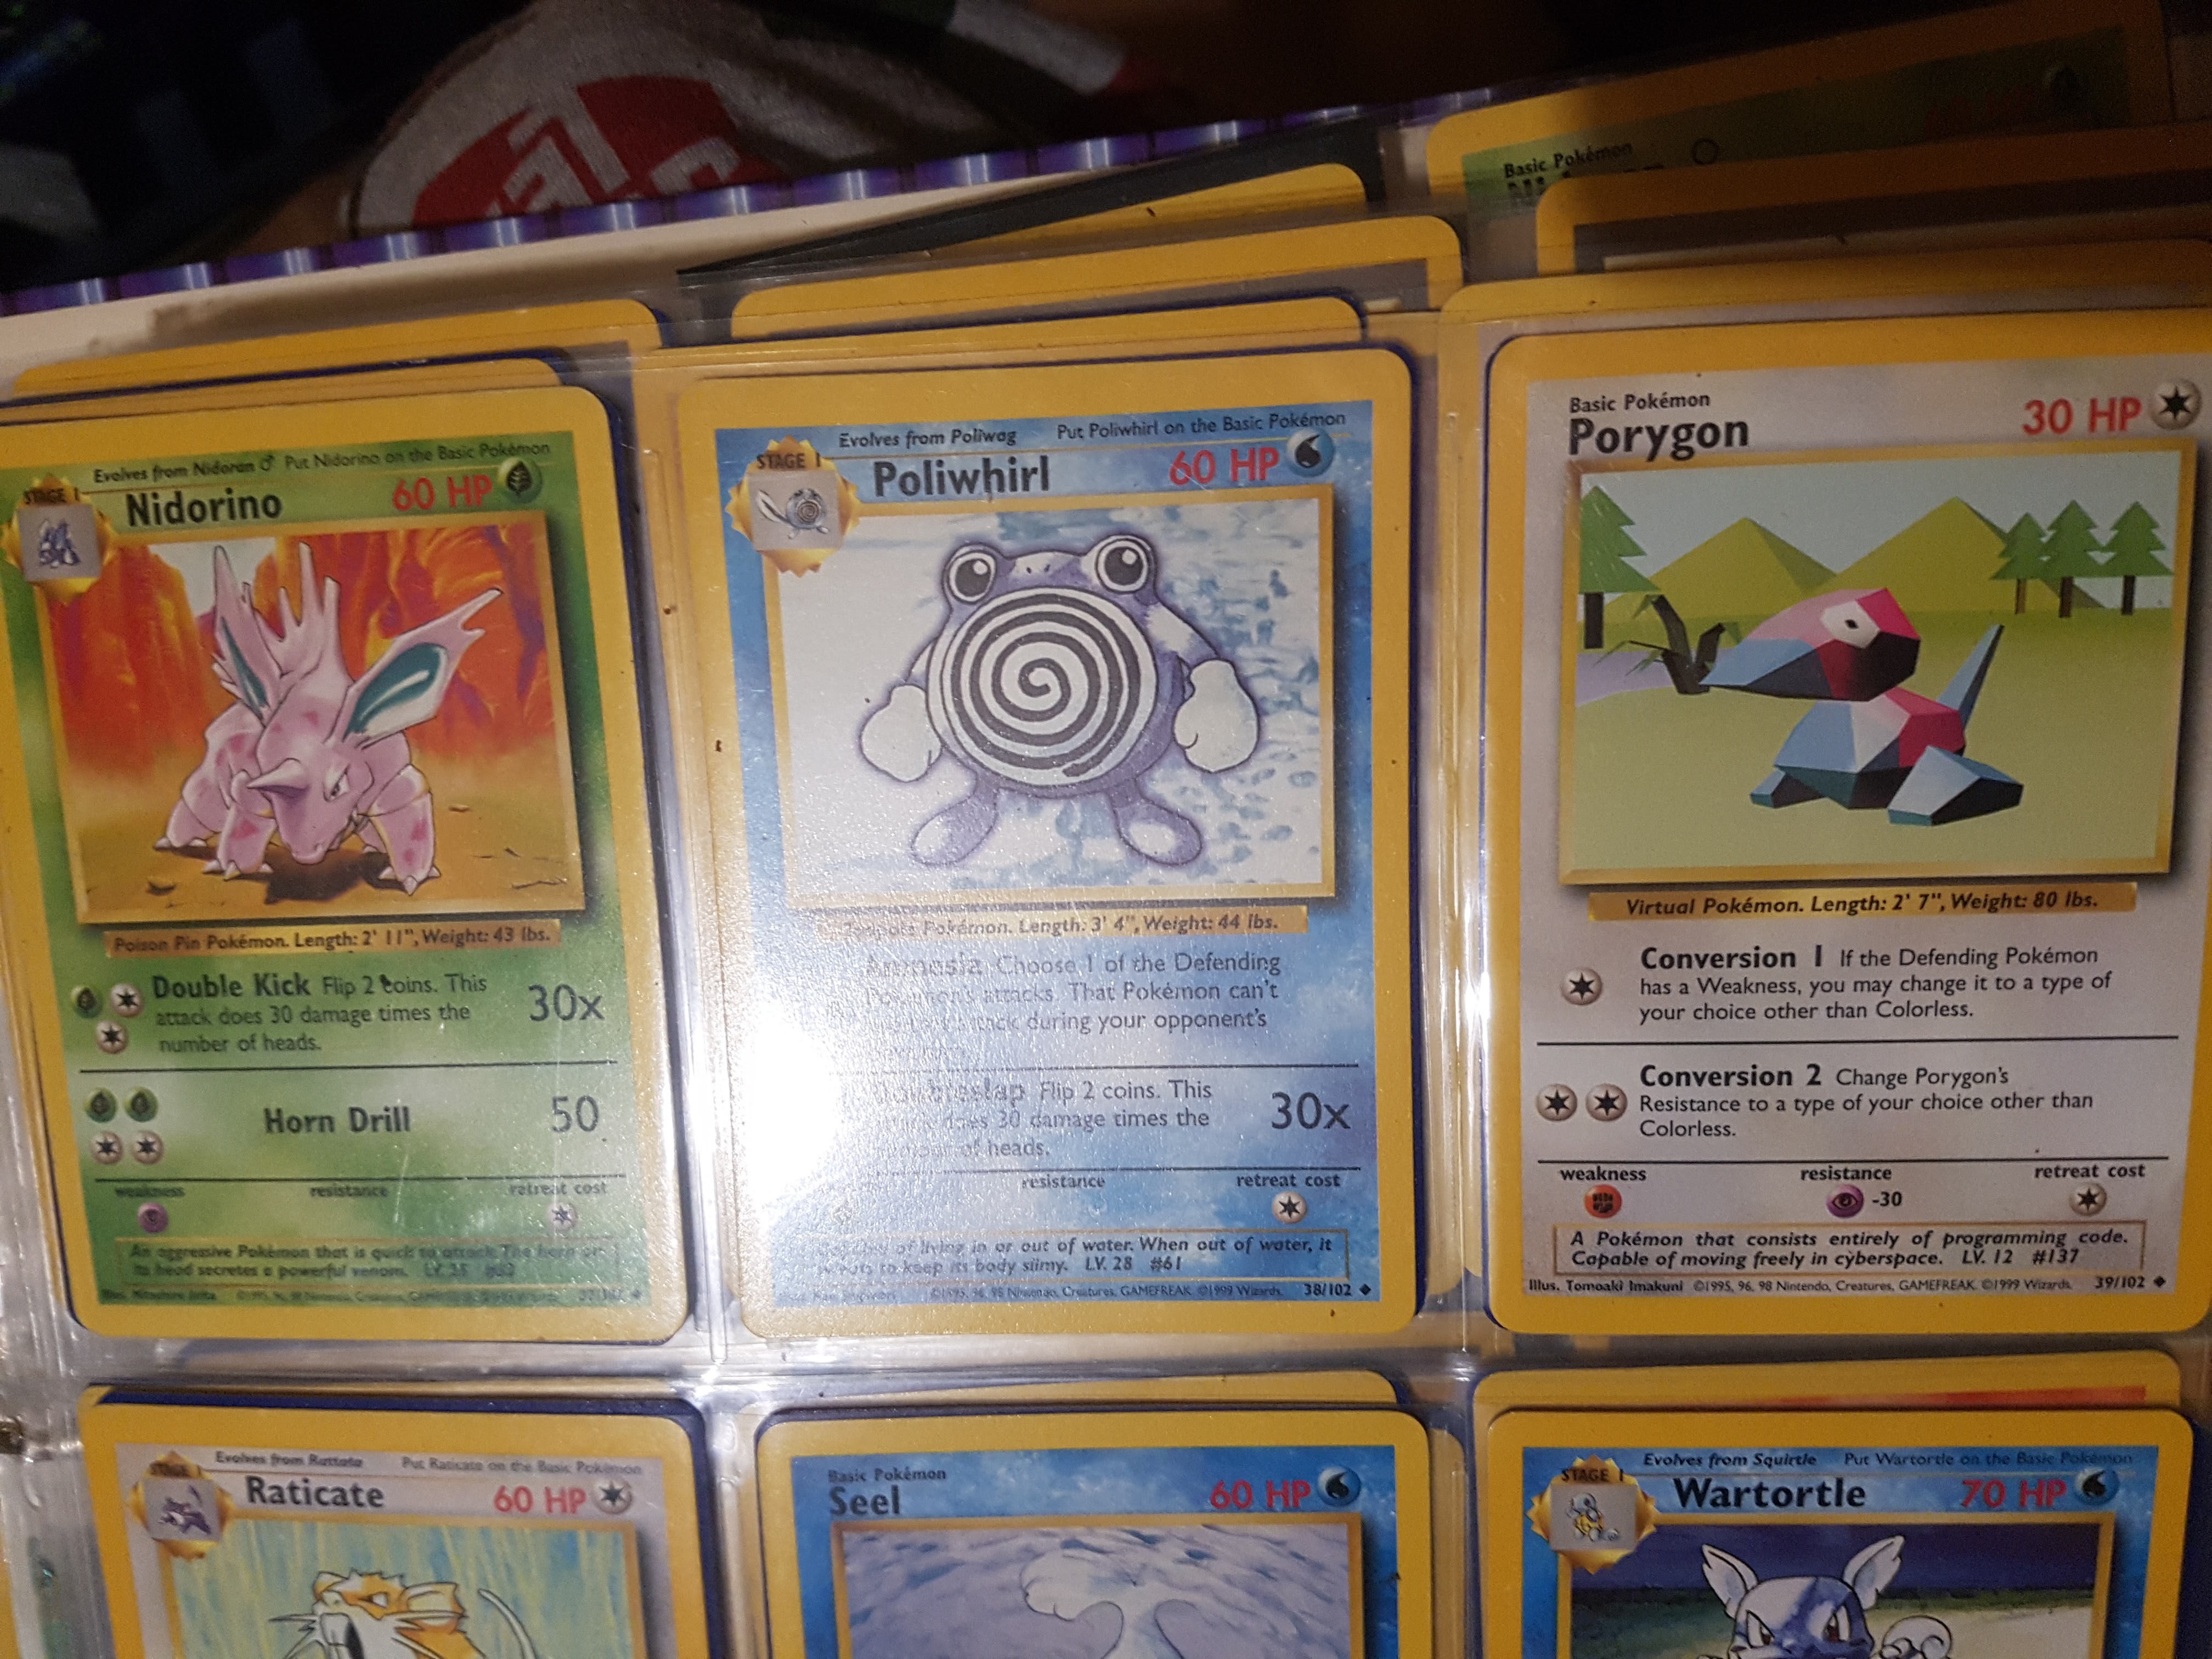 Basic Pokémon
Evolves from Nidoran ♂ Put Nidorino on the Basic Pokémon
STAGE 1
Nidorino 60 HP
Poison Pin Pokémon. Length: 2' 11", Weight: 43 lbs.
Double Kick Flip 2 coins. This
attack does 30 damage times the
number of heads.
30x
Horn Drill 50
weakness resistance retreat cost
An aggressive Pokémon that is quick to attack. The horn on
its head secretes a powerful venom. LV. 25 #33
Evolves from Poliwag Put Poliwhirl on the Basic Pokémon
STAGE 1
Poliwhirl 60 HP
Pokémon. Length: 3' 4", Weight: 44 lbs.
Amnesia Choose 1 of the Defending
Pokémon's attacks. That Pokémon can't
attack during your opponent's
Doubleslap Flip 2 coins. This
does 30 damage times the
of heads.
30x
resistance retreat cost
of living in or out of water. When out of water, it
to keep its body slimy. LV. 28 #61
©1995, 96, 98 Nintendo, Creatures, GAMEFREAK ©1999 Wizards. 38/102
Basic Pokémon
Porygon 30 HP
Virtual Pokémon. Length: 2' 7", Weight: 80 lbs.
Conversion 1 If the Defending Pokémon
has a Weakness, you may change it to a type of
your choice other than Colorless.
Conversion 2 Change Porygon's
Resistance to a type of your choice other than
Colorless.
weakness resistance retreat cost
-30
A Pokémon that consists entirely of programming code.
Capable of moving freely in cyberspace. LV. 12 #137
Illus. Tomoaki Imakuni ©1995, 96, 98 Nintendo, Creatures, GAMEFREAK ©1999 Wizards. 39/102
Evolves from Rattata Put Raticate on the Basic Pokémon
STAGE 1
Raticate 60 HP
Basic Pokémon
Seel 60 HP
Evolves from Squirtle Put Wartortle on the Basic Pokémon
STAGE 1
Wartortle 70 HP